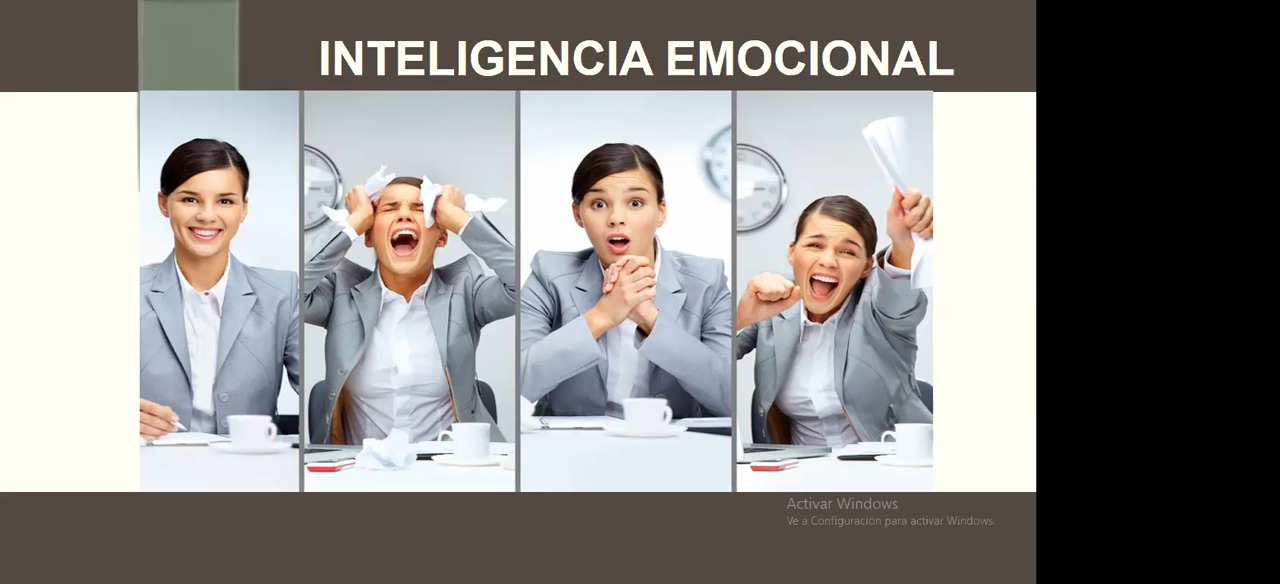 INTELIGENCIA EMOCIONAL
Activar Windows
Ve a Configuración para activar Windows.